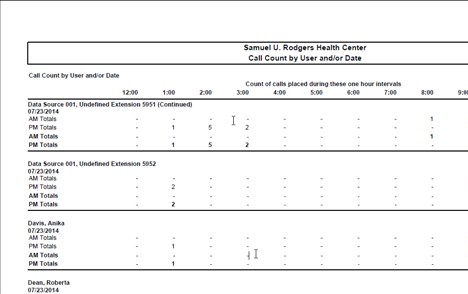 Samuel U. Rodgers Health Center
Call Count by User and/or Date
Call Count by User and/or Date
Count of calls placed during these one hour intervals
12:00 1:00 2:00 3:00 4:00 5:00 6:00 7:00 8:00
Data Source 001, Undefined Extension 5951 (Continued)
07/23/2014
AM Totals - - - - - - - - 1
PM Totals - 1 5 2 - - - - -
AM Totals - - - - - - - - 1
PM Totals - 1 5 2 - - - - -
Data Source 001, Undefined Extension 5952
07/23/2014
AM Totals - - - - - - - - -
PM Totals - 2 - - - - - - -
AM Totals - - - - - - - - -
PM Totals - 2 - - - - - - -
Davis, Anika
07/23/2014
AM Totals - - - - - - - - -
PM Totals - 1 - - - - - - -
AM Totals - - - - - - - - -
PM Totals - 1 - - - - - - -
Dean, Roberta
07/23/2014